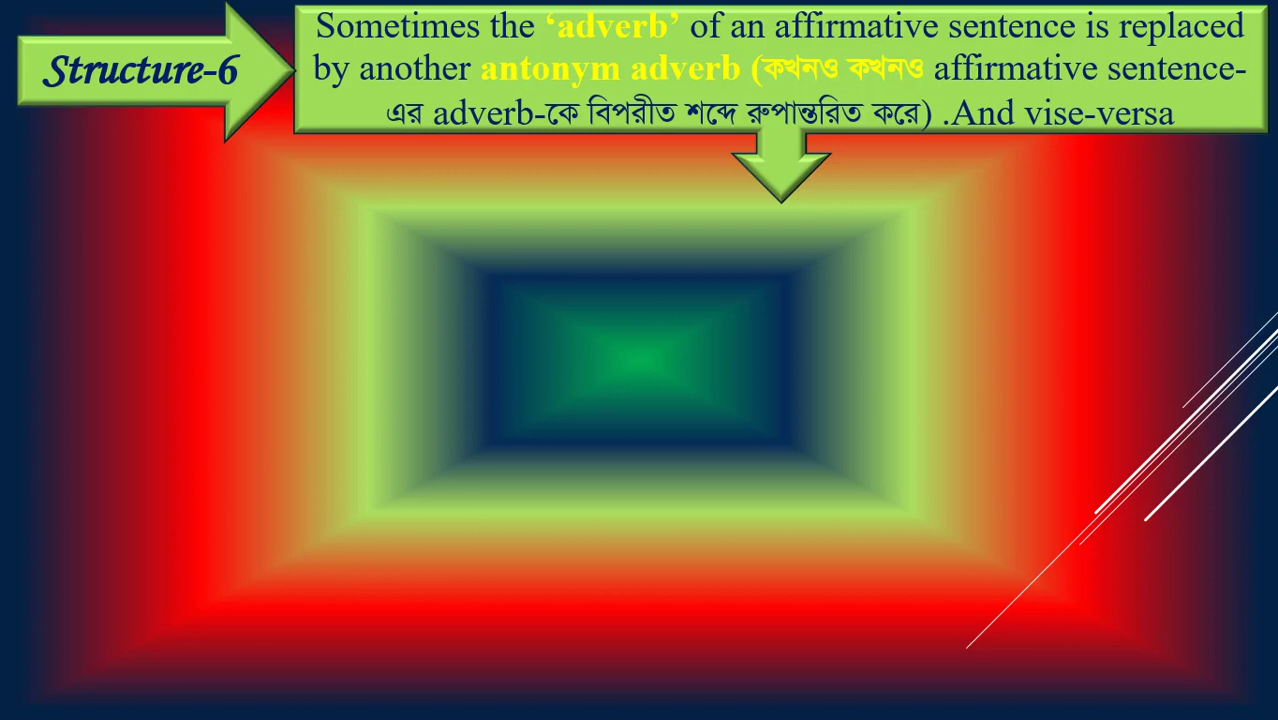 Structure-6
Sometimes the ‘adverb’ of an affirmative sentence is replaced
by another antonym adverb (কখনও কখনও affirmative sentence-
এর adverb-কে বিপরীত শব্দে রুপান্তরিত করে) .And vise-versa